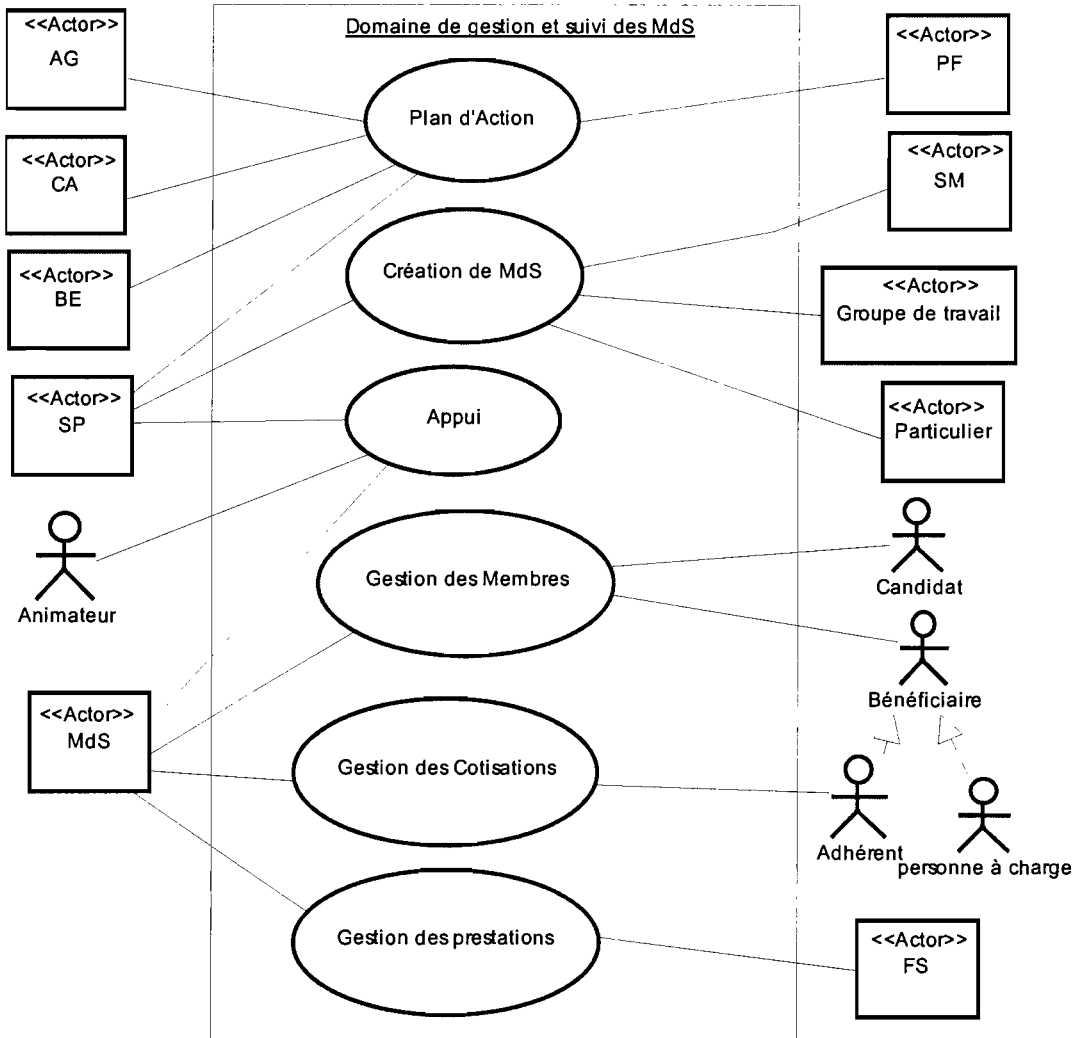 Domaine de gestion et suivi des MdS
<<Actor>>
AG
<<Actor>>
CA
<<Actor>>
BE
<<Actor>>
SP
Animateur
<<Actor>>
MdS
Plan d'Action
Création de MdS
Appui
Gestion des Membres
Gestion des Cotisations
Gestion des prestations
<<Actor>>
PF
<<Actor>>
SM
<<Actor>>
Groupe de travail
<<Actor>>
Particulier
Candidat
Bénéficiaire
Adhérent
personne à charge
<<Actor>>
FS